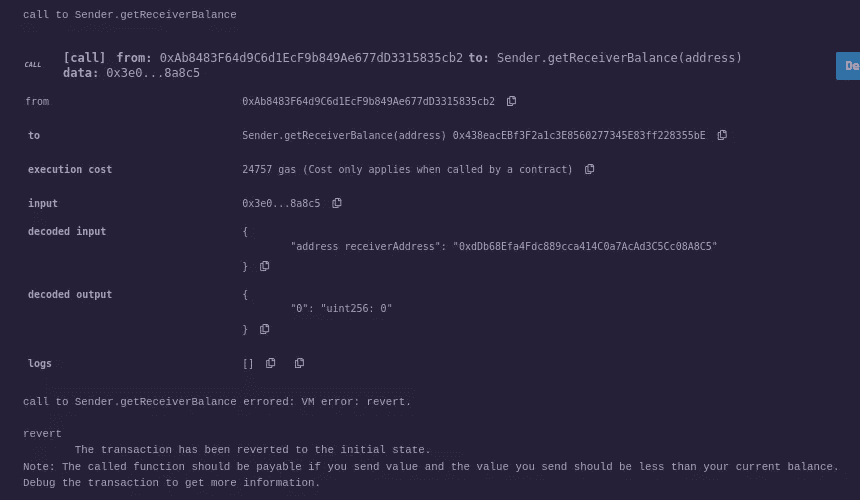 call to Sender.getReceiverBalance
CALL [call] from: 0xAb8483F64d9C6d1EcF9b849Ae677dD3315835cb2 to: Sender.getReceiverBalance(address)
data: 0x3e0...8a8c5
De
from 0xAb8483F64d9C6d1EcF9b849Ae677dD3315835cb2
to Sender.getReceiverBalance(address) 0x438eacEBf3F2a1c3E8560277345E83ff228355bE
execution cost 24757 gas (Cost only applies when called by a contract)
input 0x3e0...8a8c5
decoded input {
"address receiverAddress": "0xdDb68Efa4Fdc889cca414C0a7AcAd3C5Cc08A8C5"
}
decoded output {
"0": "uint256: 0"
}
logs []
call to Sender.getReceiverBalance errored: VM error: revert.
revert
The transaction has been reverted to the initial state.
Note: The called function should be payable if you send value and the value you send should be less than your current balance.
Debug the transaction to get more information.